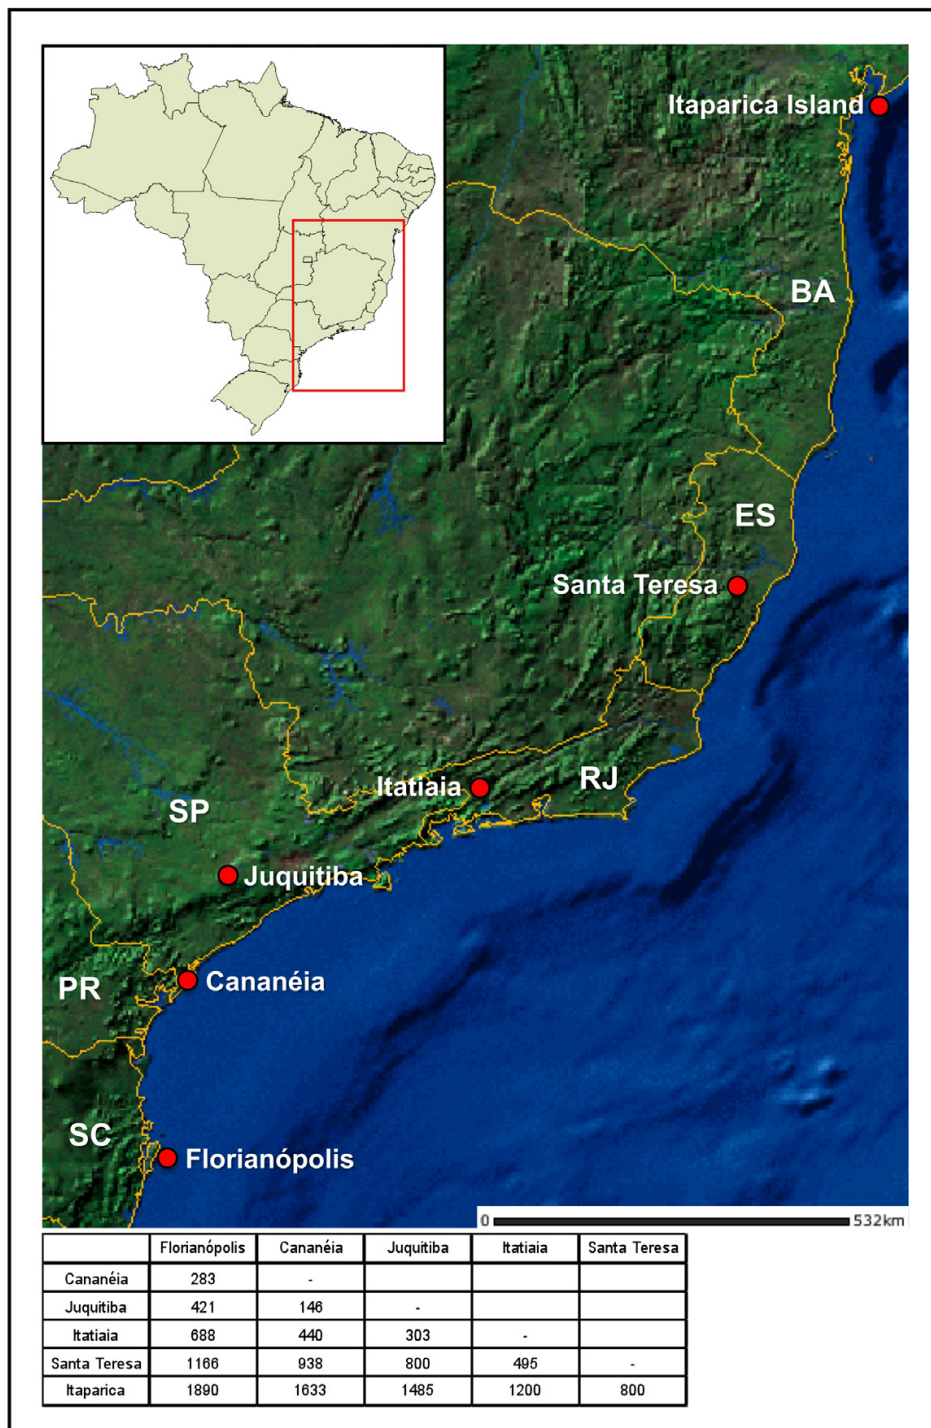 Itaparica Island
BA
ES
Santa Teresa
Itatiaia
RJ
SP
Juquitiba
PR
Cananéia
SC
Florianópolis
0 532km
Florianópolis Cananéia Juquitiba Itatiaia Santa Teresa
Cananéia 283 -
Juquitiba 421 146 -
Itatiaia 688 440 303 -
Santa Teresa 1166 938 800 495 -
Itaparica 1890 1633 1485 1200 800